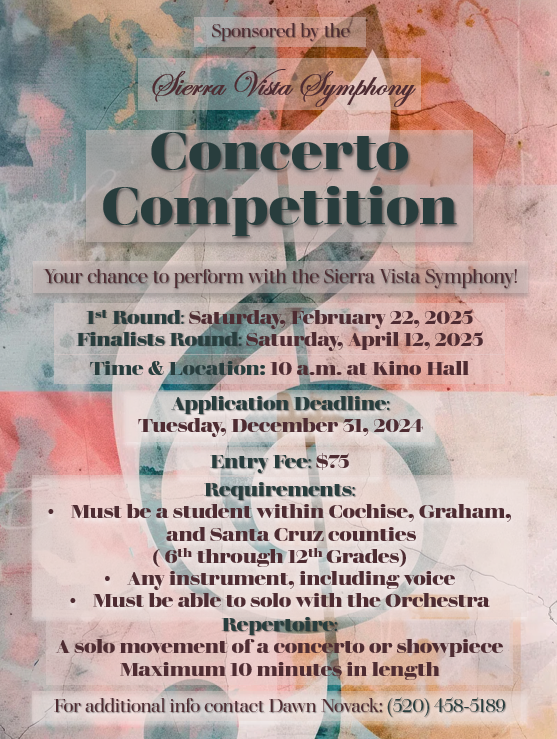 Sponsored by the
Sierra Vista Symphony
Concerto
Competition
Your chance to perform with the Sierra Vista Symphony!
1st Round: Saturday, February 22, 2025
Finalists Round: Saturday, April 12, 2025
Time & Location: 10 a.m. at Kino Hall
Application Deadline:
Tuesday, December 31, 2024
Entry Fee: $75
Requirements:
• Must be a student within Cochise, Graham,
and Santa Cruz counties
( 6th through 12th Grades)
• Any instrument, including voice
• Must be able to solo with the Orchestra
Repertoire:
A solo movement of a concerto or showpiece
Maximum 10 minutes in length
For additional info contact Dawn Novack: (520) 458-5189